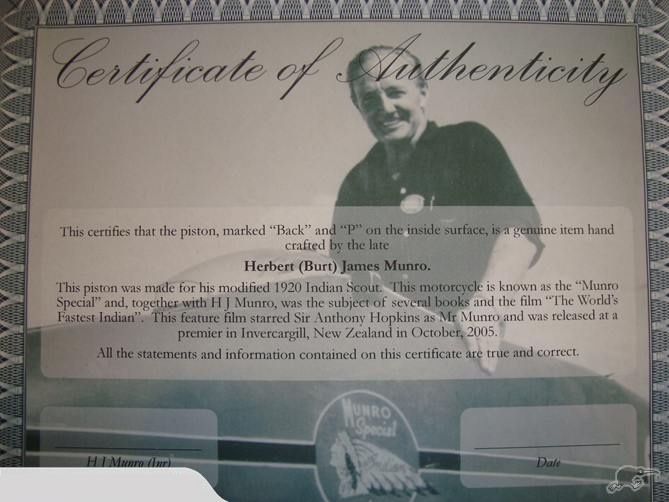 Certificate of Authenticity
This certifies that the piston, marked “Back” and “P” on the inside surface, is a genuine item hand
crafted by the late
Herbert (Burt) James Munro.
This piston was made for his modified 1920 Indian Scout. This motorcycle is known as the “Munro
Special” and, together with H J Munro, was the subject of several books and the film “The World’s
Fastest Indian”. This feature film starred Sir Anthony Hopkins as Mr Munro and was released at a
premier in Invercargill, New Zealand in October, 2005.
All the statements and information contained on this certificate are true and correct.
MUNRO
Special
Indian
H J Munro (Jnr)
Date